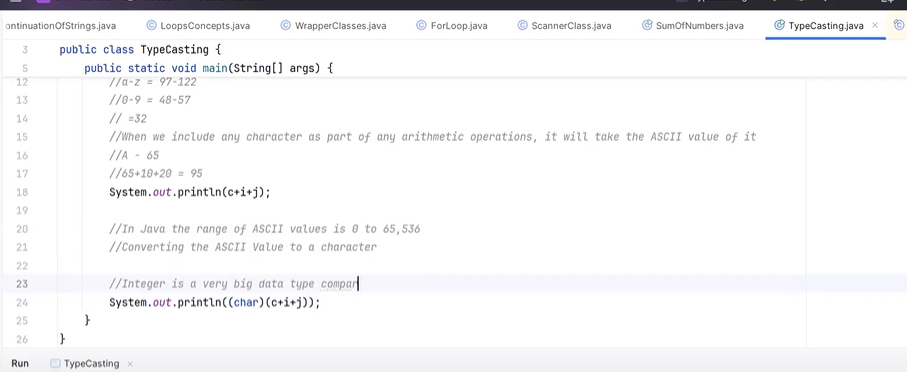 ontinuationOfStrings.java LoopsConcepts.java WrapperClasses.java ForLoop.java ScannerClass.java SumOfNumbers.java TypeCasting.java ×
3 public class TypeCasting {
5 public static void main(String[] args) {
12 //a-z = 97-122
13 //0-9 = 48-57
14 // =32
15 //When we include any character as part of any arithmetic operations, it will take the ASCII value of it
16 //A - 65
17 //65+10+20 = 95
18 System.out.println(c+i+j);
19
20 //In Java the range of ASCII values is 0 to 65,536
21 //Converting the ASCII Value to a character
22
23 //Integer is a very big data type compar
24 System.out.println((char)(c+i+j));
25 }
26 }
Run TypeCasting ×